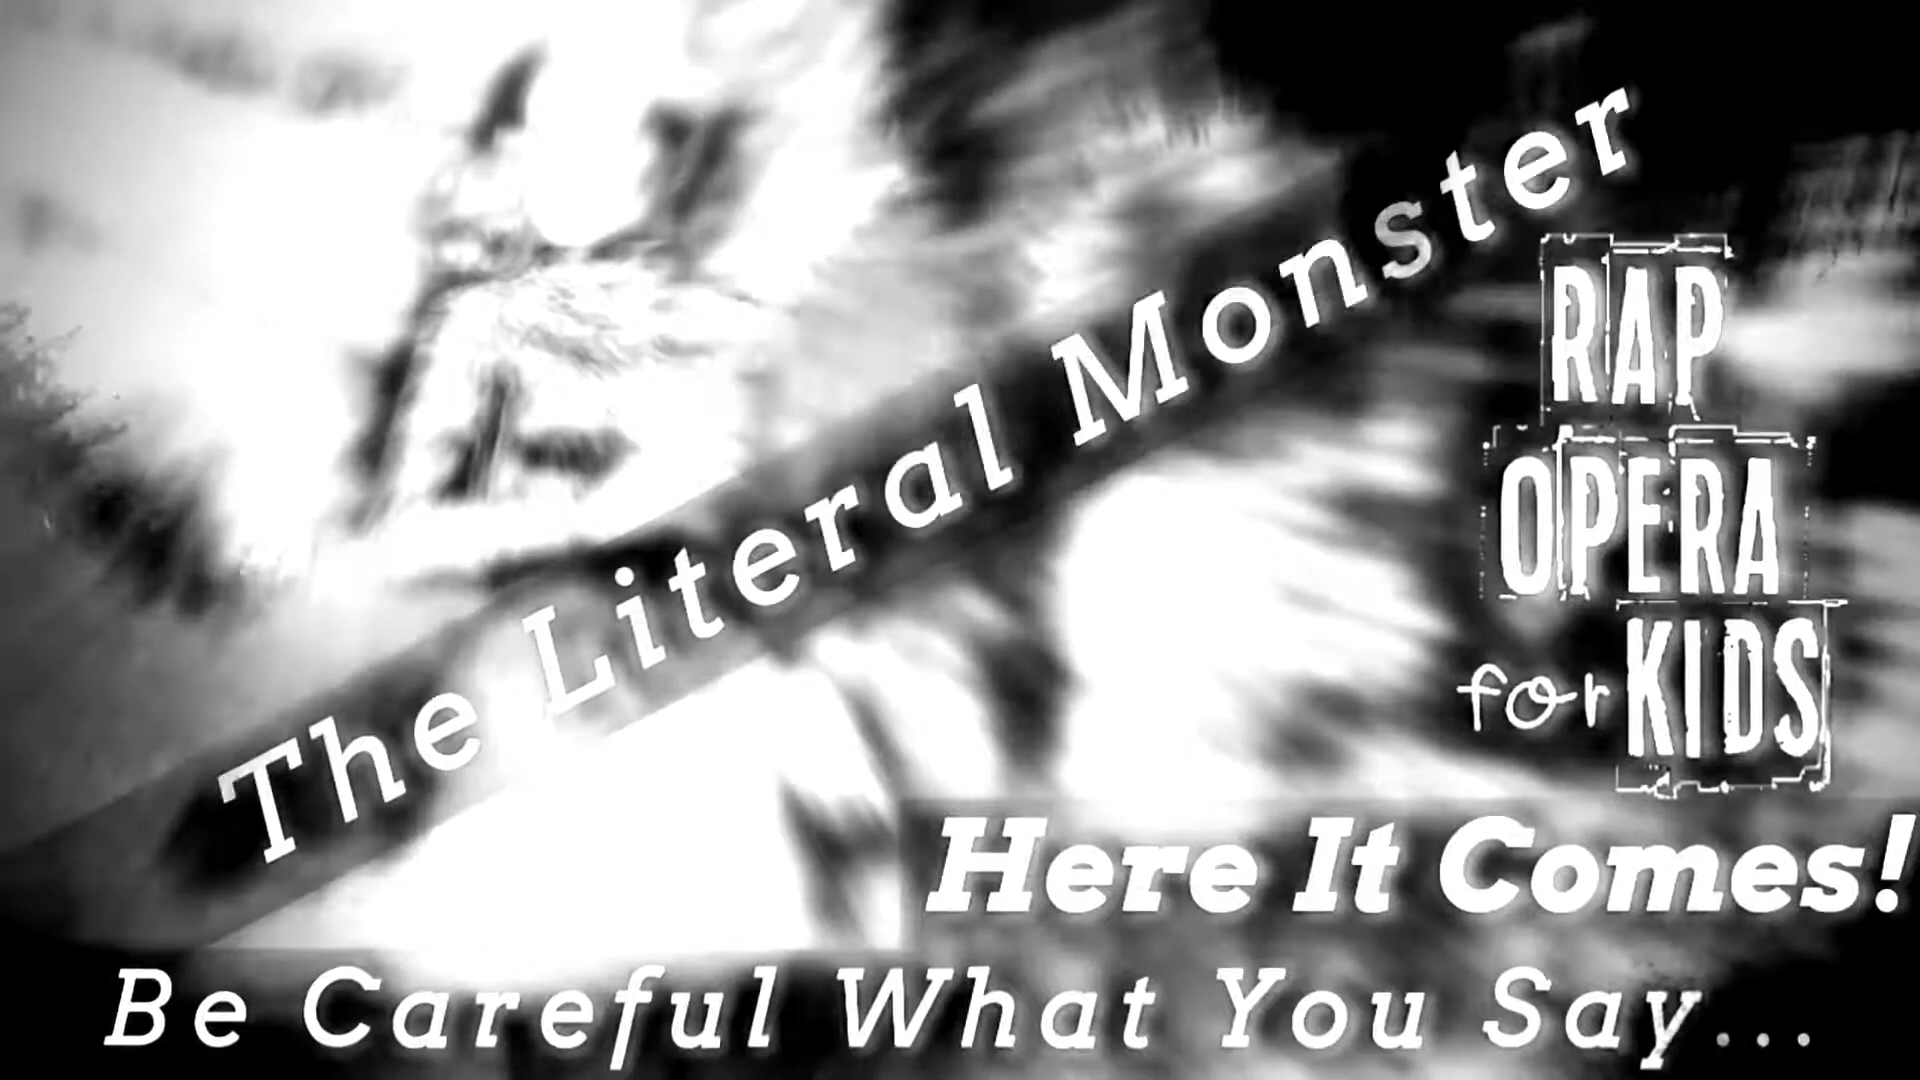 The Literal Monster
RAP
OPERA
for KIDS
Here It Comes!
Be Careful What You Say...